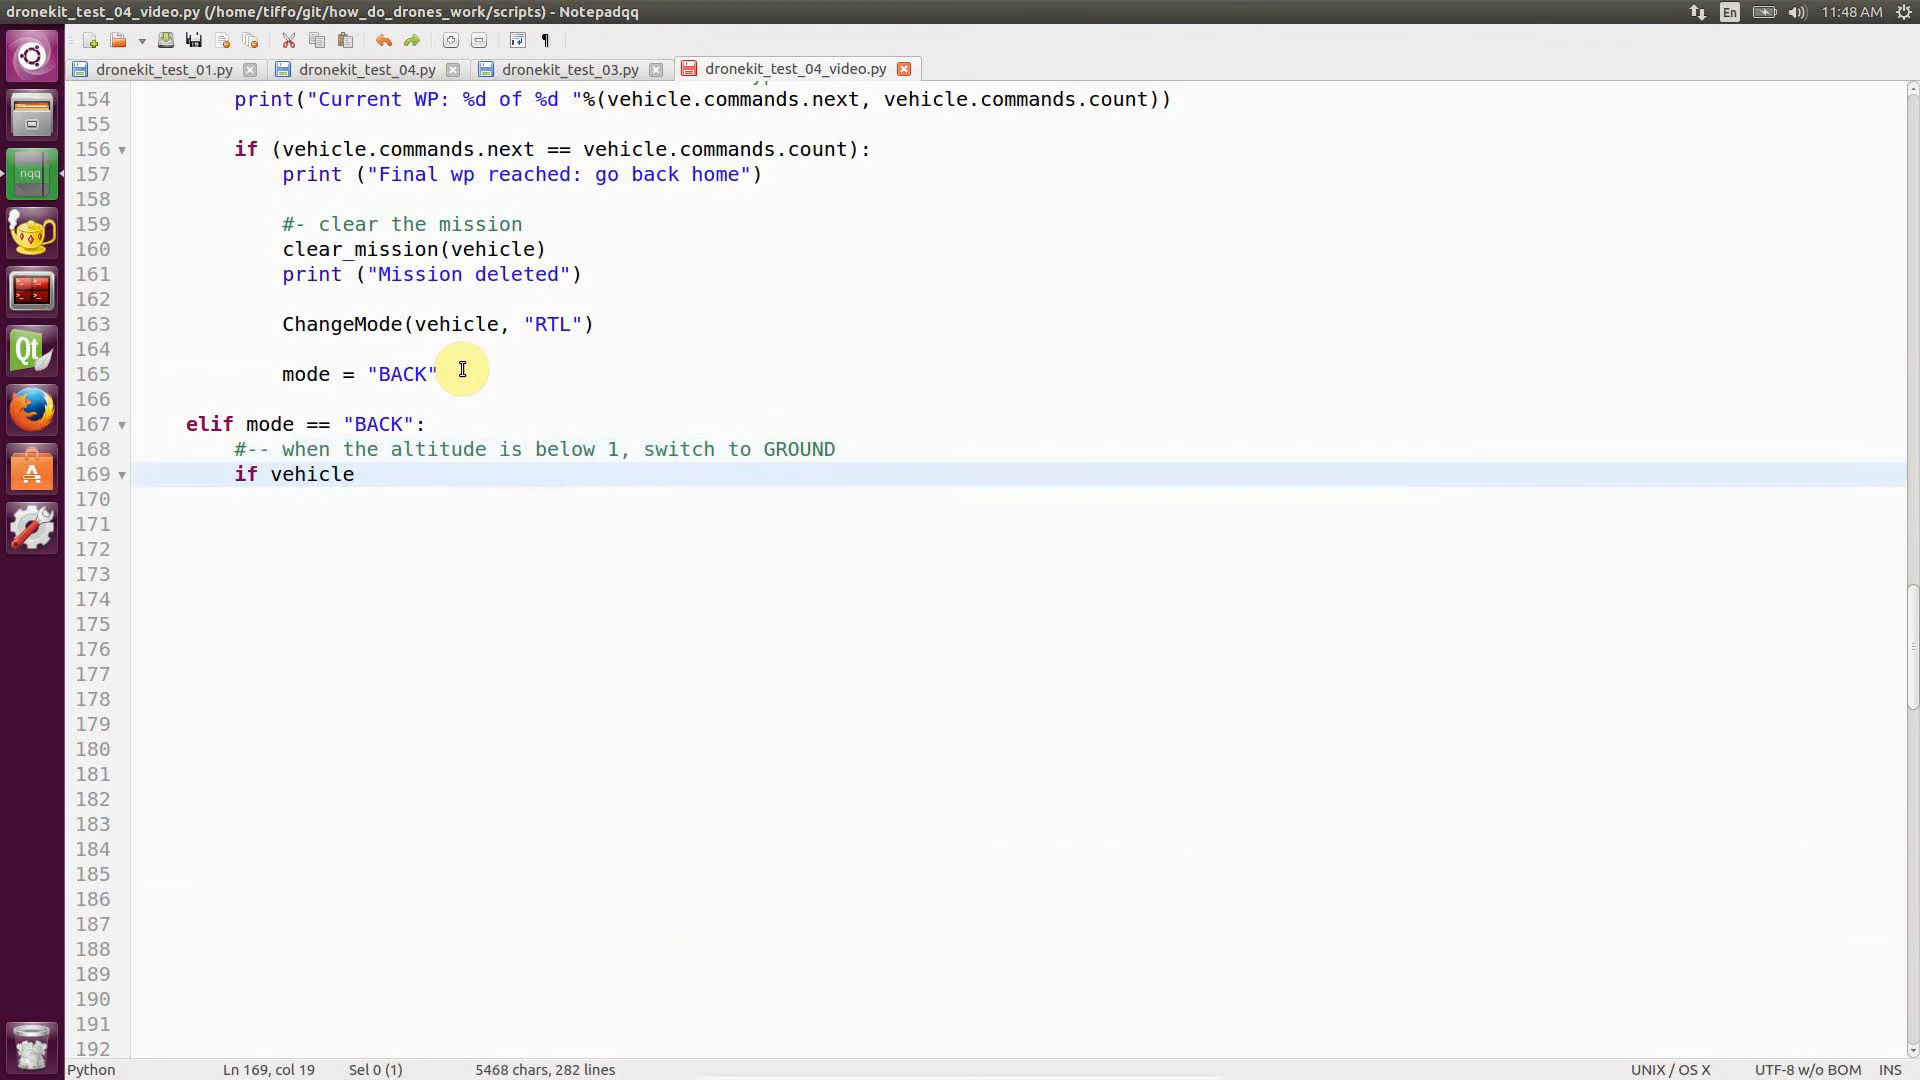 dronekit_test_04_video.py (/home/tiffo/git/how_do_drones_work/scripts) - Notepadqq
En
11:48 AM
dronekit_test_01.py
dronekit_test_04.py
dronekit_test_03.py
dronekit_test_04_video.py
nqq
Qt
154 print("Current WP: %d of %d "%(vehicle.commands.next, vehicle.commands.count))
155
156 if (vehicle.commands.next == vehicle.commands.count):
157 print ("Final wp reached: go back home")
158
159 #- clear the mission
160 clear_mission(vehicle)
161 print ("Mission deleted")
162
163 ChangeMode(vehicle, "RTL")
164
165 mode = "BACK"
166
167 elif mode == "BACK":
168 #-- when the altitude is below 1, switch to GROUND
169 if vehicle
170
171
172
173
174
175
176
177
178
179
180
181
182
183
184
185
186
187
188
189
190
191
192
Python
Ln 169, col 19
Sel 0 (1)
5468 chars, 282 lines
UNIX / OS X
UTF-8 w/o BOM
INS